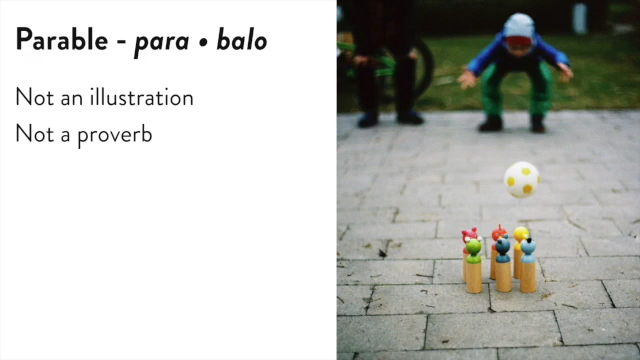 Parable - para • balo
Not an illustration
Not a proverb